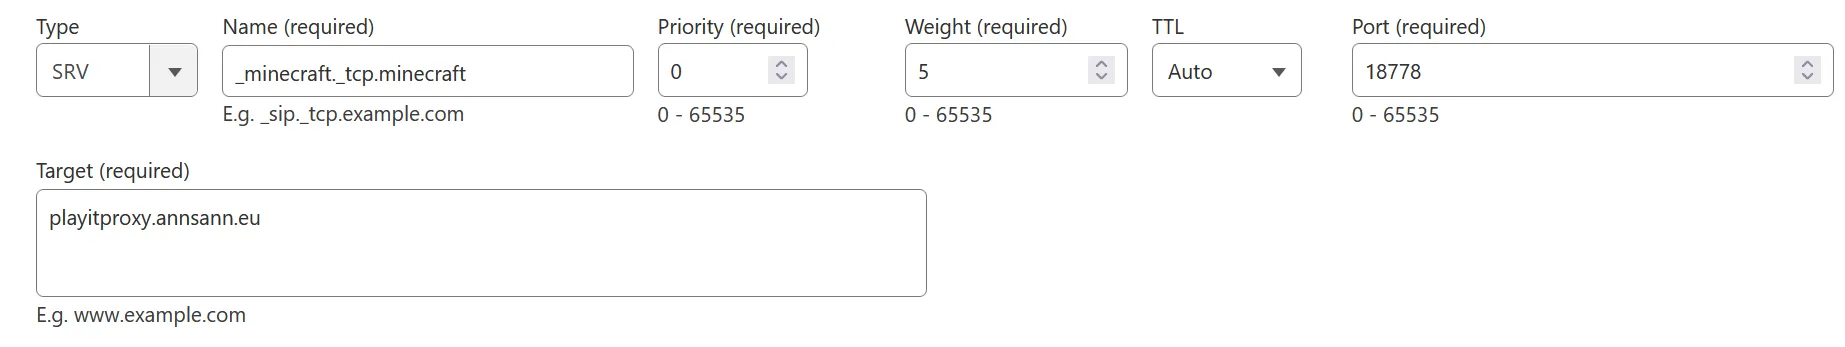 Type Name (required) Priority (required) Weight (required) TTL Port (required)
SRV _minecraft._tcp.minecraft 0 5 Auto 18778
E.g. _sip._tcp.example.com 0 - 65535 0 - 65535 0 - 65535
Target (required)
playitproxy.annsann.eu
E.g. www.example.com